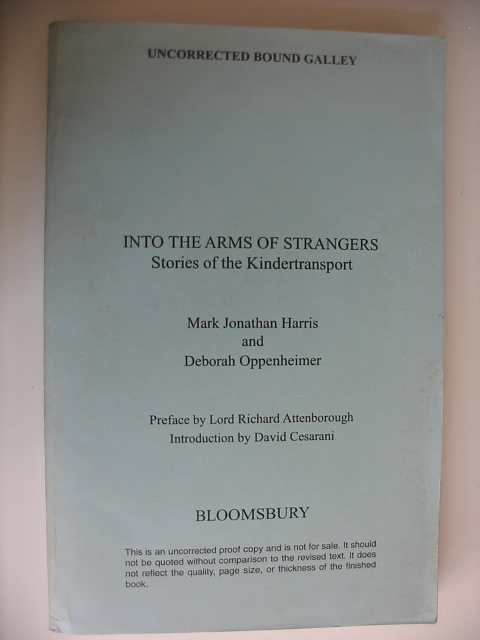 UNCORRECTED BOUND GALLEY
INTO THE ARMS OF STRANGERS
Stories of the Kindertransport
Mark Jonathan Harris
and
Deborah Oppenheimer
Preface by Lord Richard Attenborough
Introduction by David Cesarani
BLOOMSBURY
This is an uncorrected proof copy and is not for sale. It should
not be quoted without comparison to the revised text. It does
not reflect the quality, page size, or thickness of the finished
book.